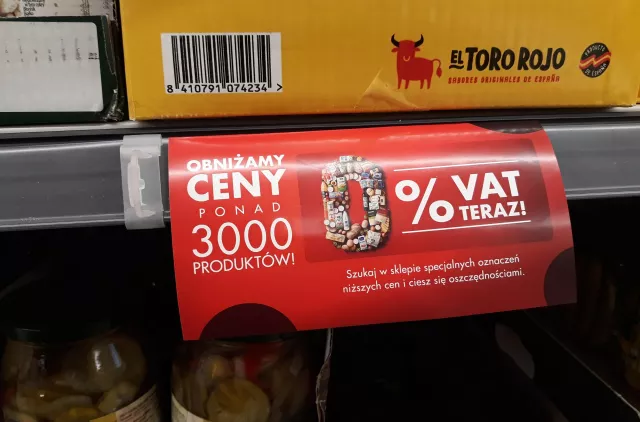 EL TORO ROJO
SABORES ORIGINALES DE ESPAÑA
8 410791 074234 >
OBNIŻAMY
CENY
PONAD
3000
PRODUKTÓW!
0% VAT
TERAZ!
Szukaj w sklepie specjalnych oznaczeń
niższych cen i ciesz się oszczędnościami.